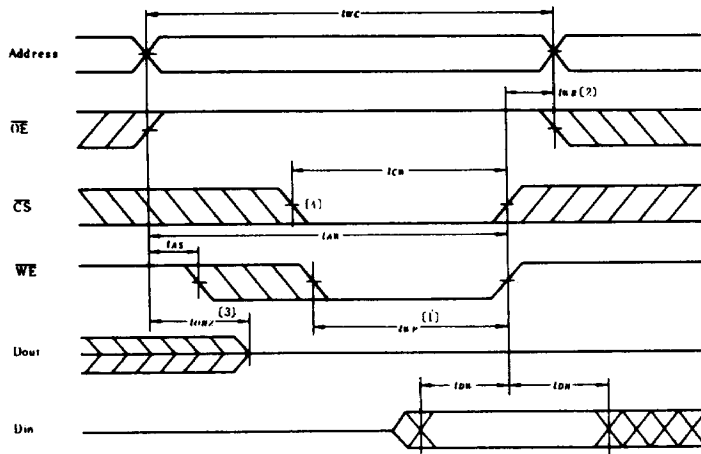 tWC
Address
tWR(2)
OE
tCW
CS
(4)
tAW
tAS
WE
(3)
tOHZ
(1)
tWP
Dout
tDW
tDH
Din